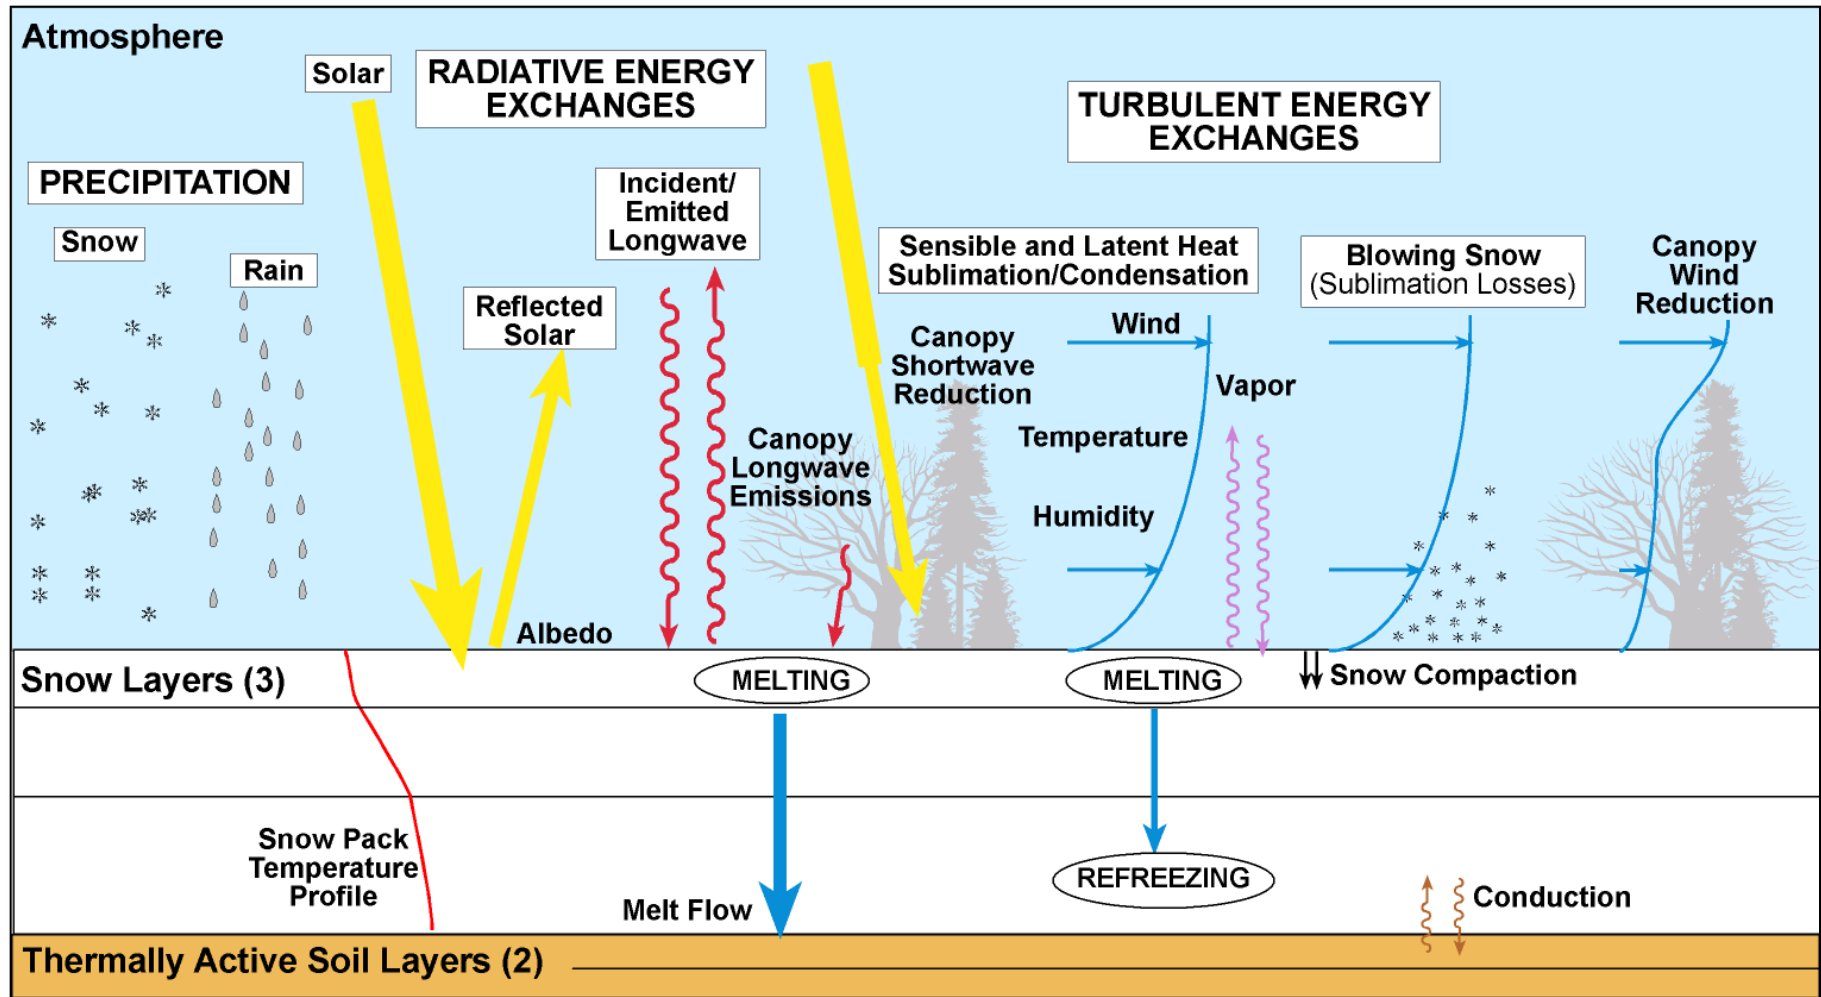 Atmosphere
Solar
RADIATIVE ENERGY
EXCHANGES
TURBULENT ENERGY
EXCHANGES
PRECIPITATION
Snow
Rain
Incident/
Emitted
Longwave
Reflected
Solar
Sensible and Latent Heat
Sublimation/Condensation
Blowing Snow
(Sublimation Losses)
Canopy
Wind
Reduction
Canopy
Shortwave
Reduction
Wind
Vapor
Temperature
Humidity
Canopy
Longwave
Emissions
Albedo
Snow Layers (3)
MELTING
MELTING
Snow Compaction
Snow Pack
Temperature
Profile
Melt Flow
REFREEZING
Conduction
Thermally Active Soil Layers (2)